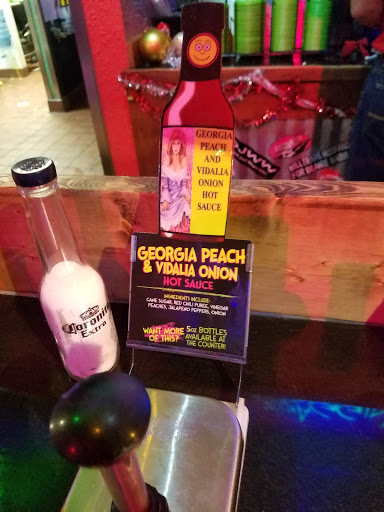 GEORGIA
PEACH
AND
VIDALIA
ONION
HOT
SAUCE
GEORGIA PEACH
& VIDALIA ONION
HOT SAUCE
INGREDIENTS INCLUDE:
CANE SUGAR, RED CHILI PUREE, VINEGAR
PEACHES, JALAPENO PEPPERS, ONION
WANT MORE
OF THIS?
5oz BOTTLES
AVAILABLE AT
THE COUNTER!
Corona
Extra